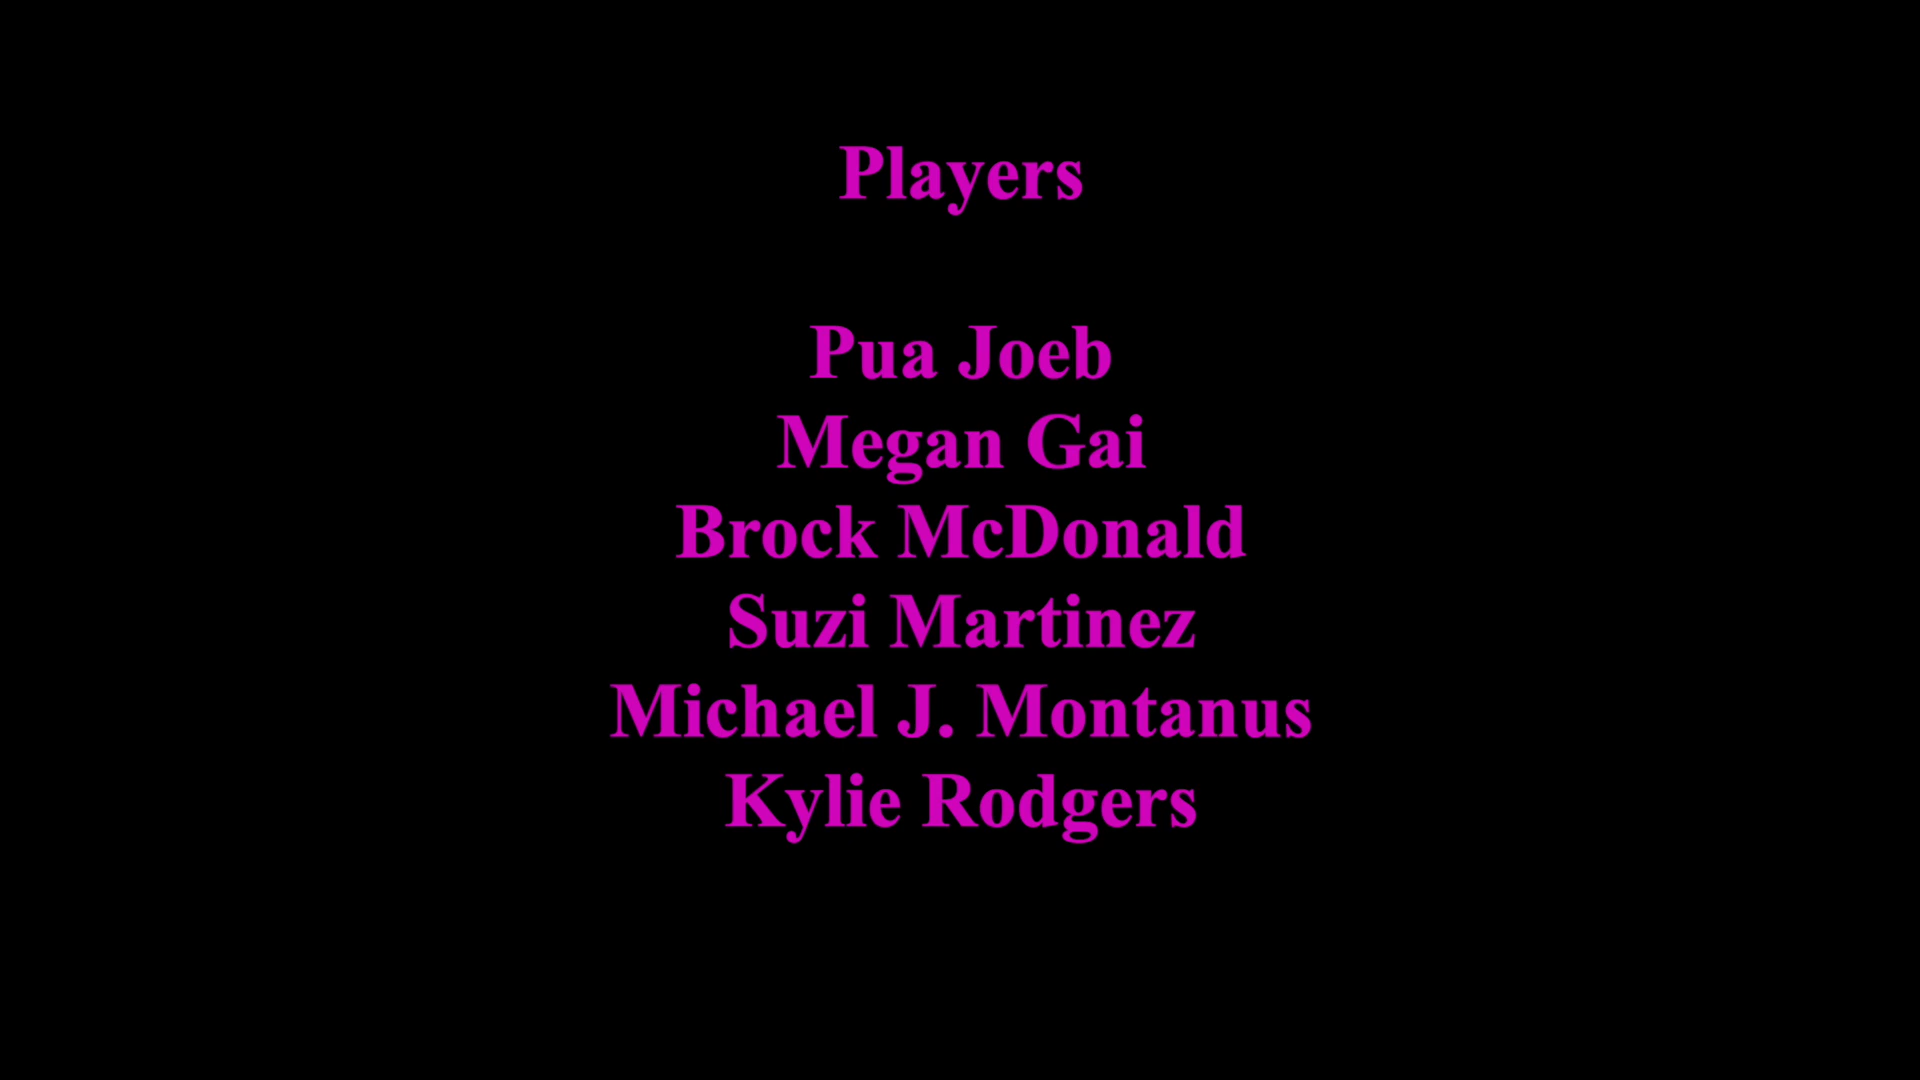 Players
Pua Joeb
Megan Gai
Brock McDonald
Suzi Martinez
Michael J. Montanus
Kylie Rodgers